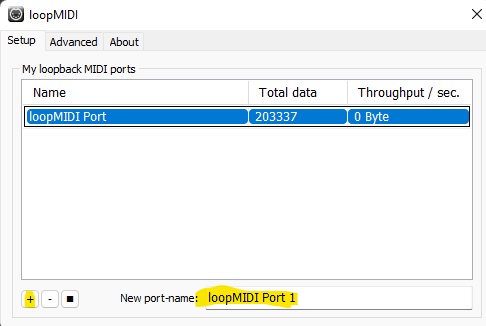 loopMIDI
Setup Advanced About
My loopback MIDI ports
Name Total data Throughput / sec.
loopMIDI Port 203337 0 Byte
+ - ■ New port-name: loopMIDI Port 1